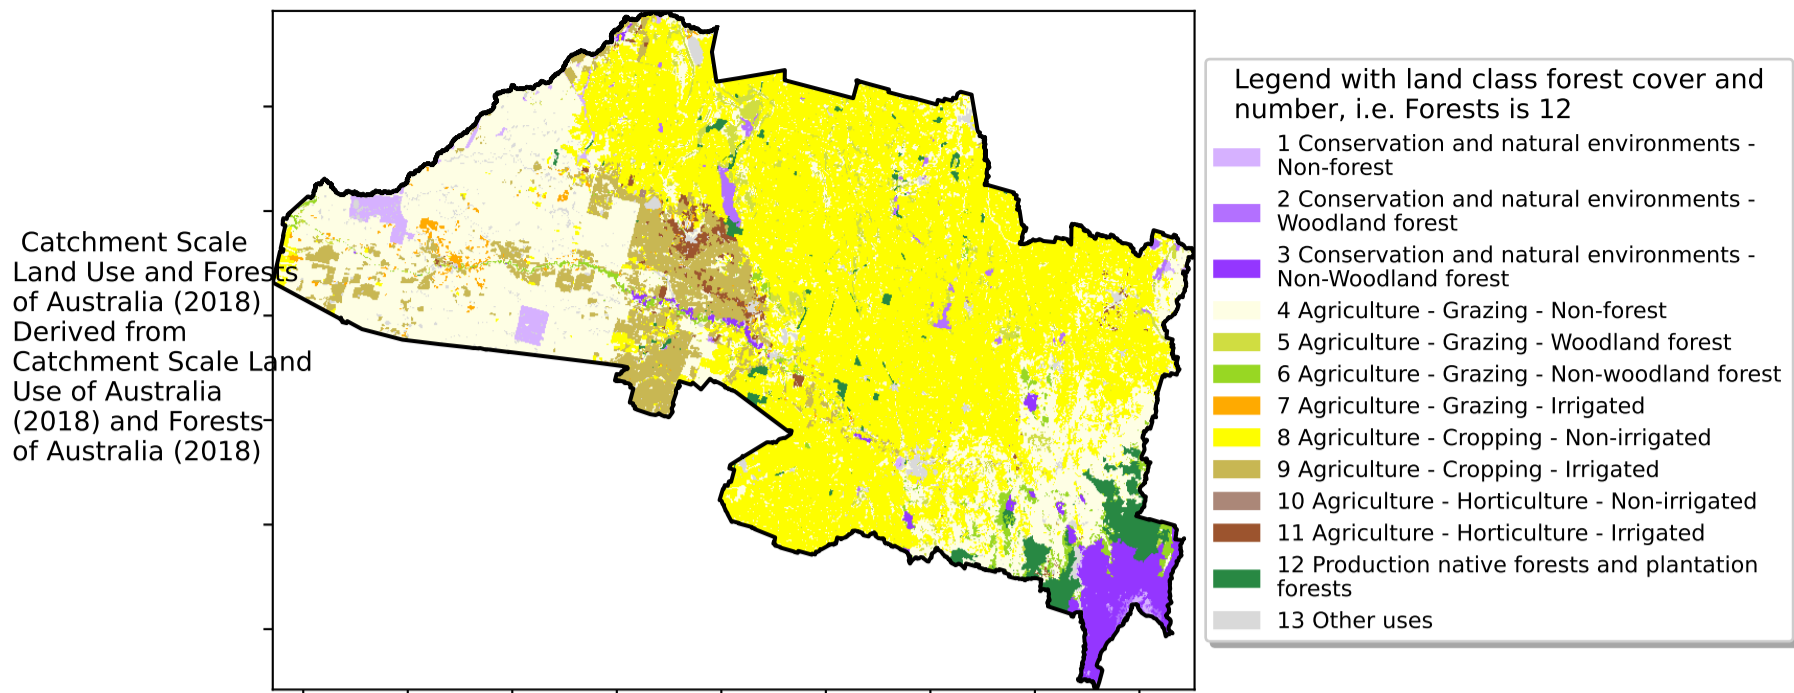 Catchment Scale
Land Use and Forests
of Australia (2018)
Derived from
Catchment Scale Land
Use of Australia
(2018) and Forests
of Australia (2018)
Legend with land class forest cover and
number, i.e. Forests is 12
1 Conservation and natural environments -
Non-forest
2 Conservation and natural environments -
Woodland forest
3 Conservation and natural environments -
Non-Woodland forest
4 Agriculture - Grazing - Non-forest
5 Agriculture - Grazing - Woodland forest
6 Agriculture - Grazing - Non-woodland forest
7 Agriculture - Grazing - Irrigated
8 Agriculture - Cropping - Non-irrigated
9 Agriculture - Cropping - Irrigated
10 Agriculture - Horticulture - Non-irrigated
11 Agriculture - Horticulture - Irrigated
12 Production native forests and plantation
forests
13 Other uses